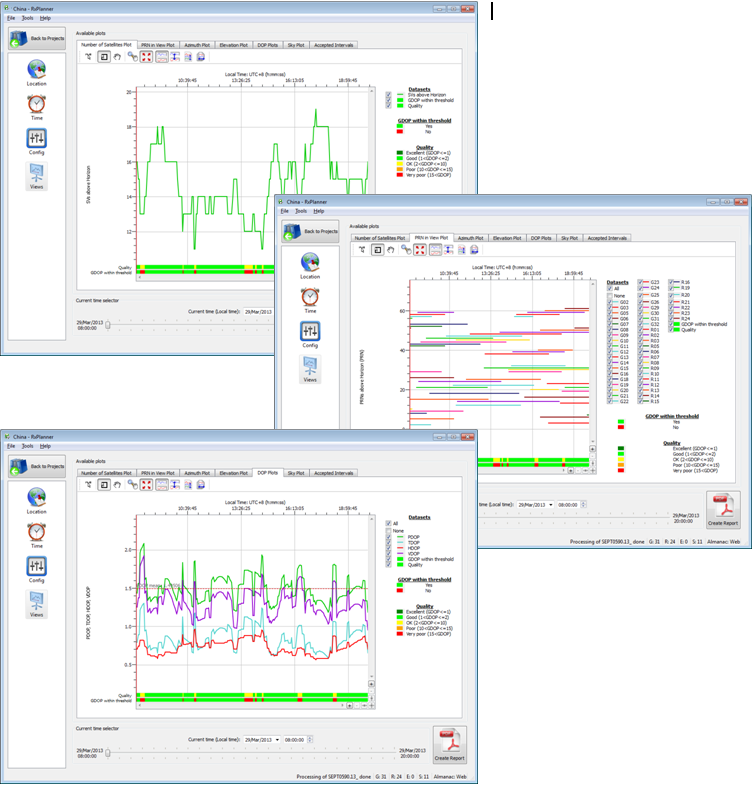 China - RxPlanner
File Tools Help
Back to Projects
Location
Time
Config
Views
Available plots
Number of Satellites Plot PRN in View Plot Azimuth Plot Elevation Plot DOP Plots Sky Plot Accepted Intervals
Local Time: UTC+8 (h:mm:ss)
10:39:45 13:26:25 16:13:05 18:59:45
SVs above Horizon
20
18
16
14
12
Quality
GDOP within threshold
Datasets
SVs above Horizon
GDOP within threshold
Quality
GDOP within threshold
Yes
No
Quality
Excellent (GDOP<=1)
Good (1<GDOP<=2)
OK (2<GDOP<=10)
Poor (10<GDOP<=15)
Very poor (15<GDOP)
Current time selector
Current time (Local time): 29/Mar/
29/Mar/2013
08:00:00
China - RxPlanner
File Tools Help
Back to Projects
Location
Time
Config
Views
Available plots
Number of Satellites Plot PRN in View Plot Azimuth Plot Elevation Plot DOP Plots Sky Plot Accepted Intervals
Local Time: UTC+8 (h:mm:ss)
10:39:45 13:26:25 16:13:05 18:59:45
PRNs above Horizon (PRN)
60
40
20
0
Datasets
All
None
G02
G03
G05
G06
G07
G08
G09
G10
G11
G12
G13
G14
G15
G16
G18
G19
G20
G21
G22
G23
G24
G25
G26
G29
G30
G31
G32
R01
R02
R03
R04
R05
R06
R07
R08
R09
R10
R11
R12
R13
R14
R15
R16
R19
R20
R21
R22
R23
R24
GDOP within threshold
Quality
GDOP within threshold
Yes
No
Quality
Excellent (GDOP<=1)
Good (1<GDOP<=2)
OK (2<GDOP<=10)
Poor (10<GDOP<=15)
Very poor (15<GDOP)
time (Local time): 29/Mar/2013 08:00:00
29/Mar/2013
20:00:00
Create Report
Processing of SEPT0590.13_ done G: 31 R: 24 E: 0 S: 11 Almanac: Web
China - RxPlanner
File Tools Help
Back to Projects
Location
Time
Config
Views
Available plots
Number of Satellites Plot PRN in View Plot Azimuth Plot Elevation Plot DOP Plots Sky Plot Accepted Intervals
Local Time: UTC+8 (h:mm:ss)
10:39:45 13:26:25 16:13:05 18:59:45
PDOP, TDOP, HDOP, VDOP
2.0
1.5
1.0
0.5
Quality
GDOP within threshold
Datasets
All
None
PDOP
TDOP
HDOP
VDOP
GDOP within threshold
Quality
GDOP within threshold
Yes
No
Quality
Excellent (GDOP<=1)
Good (1<GDOP<=2)
OK (2<GDOP<=10)
Poor (10<GDOP<=15)
Very poor (15<GDOP)
Current time selector
Current time (Local time): 29/Mar/2013 08:00:00
29/Mar/2013
08:00:00
29/Mar/2013
20:00:00
Create Report
Processing of SEPT0590.13_ done G: 31 R: 24 E: 0 S: 11 Almanac: Web